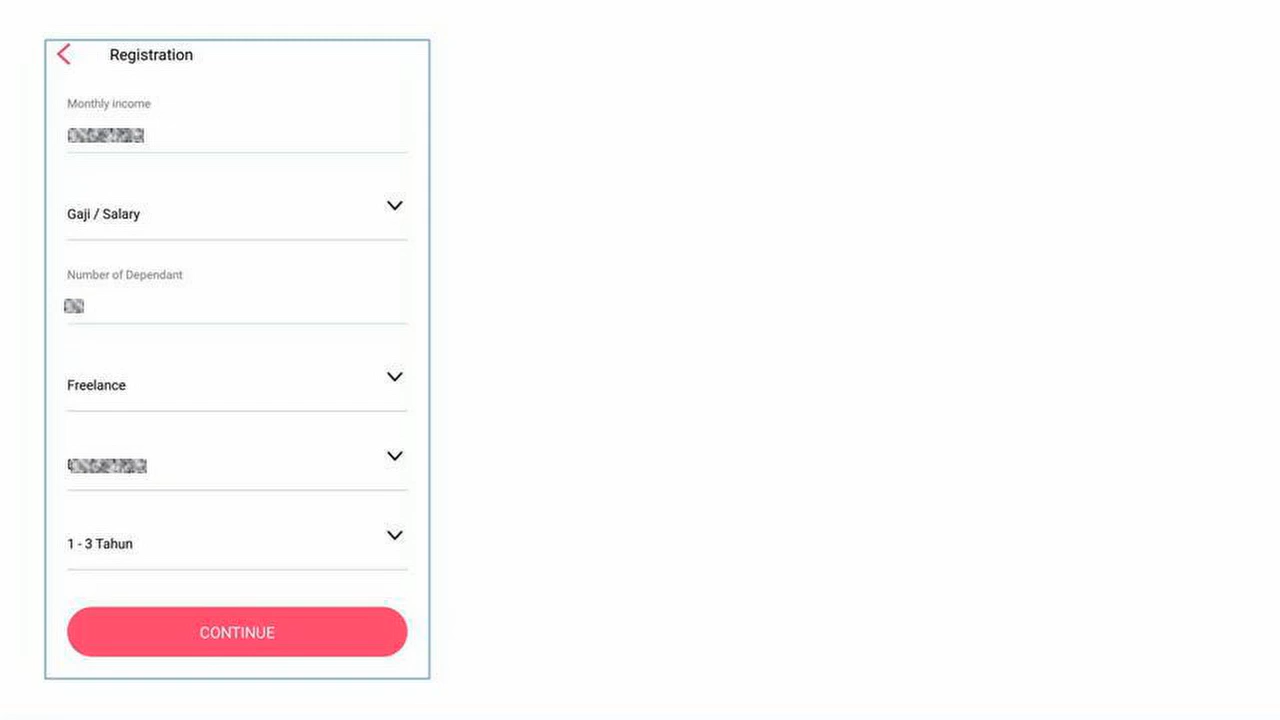 Registration
Monthly income
Gaji / Salary
Number of Dependant
Freelance
1 - 3 Tahun
CONTINUE